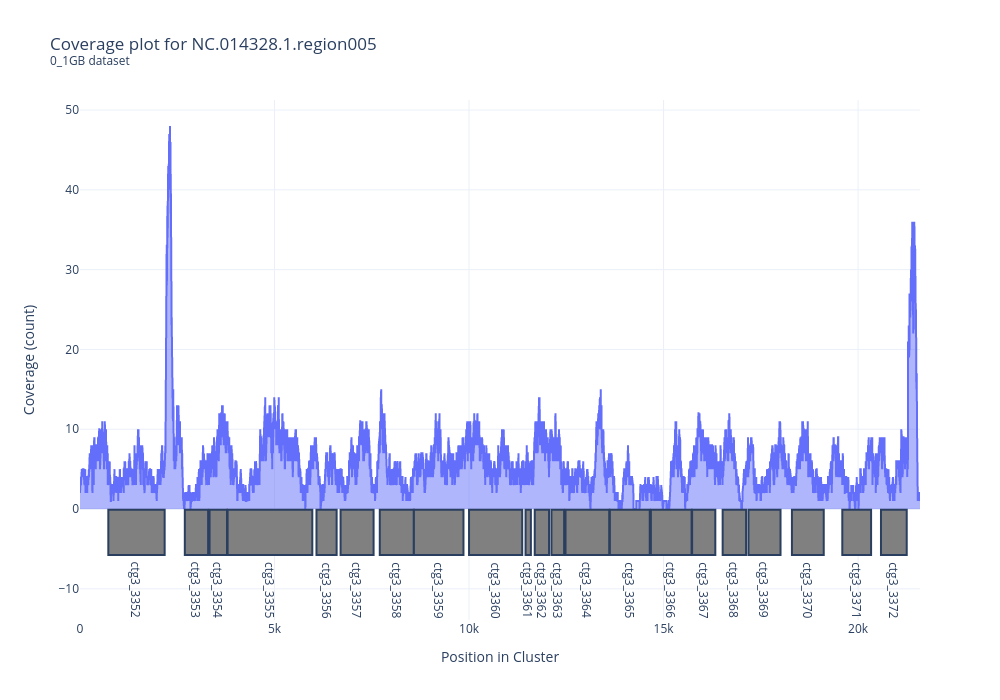 Coverage plot for NC.014328.1.region005
0_1GB dataset
50
40
30
20
10
0
−10
Coverage (count)
ctg3_3352
ctg3_3353
ctg3_3354
ctg3_3355
ctg3_3356
ctg3_3357
ctg3_3358
ctg3_3359
ctg3_3360
ctg3_3361
ctg3_3362
ctg3_3363
ctg3_3364
ctg3_3365
ctg3_3366
ctg3_3367
ctg3_3368
ctg3_3369
ctg3_3370
ctg3_3371
ctg3_3372
0
5k
10k
15k
20k
Position in Cluster